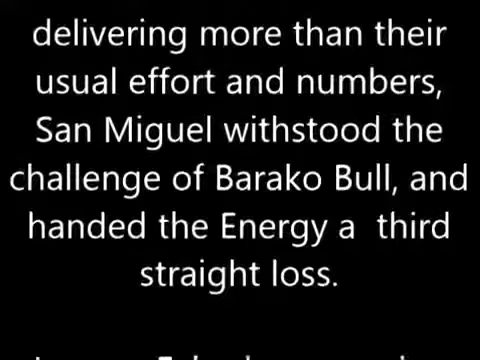 delivering more than their
usual effort and numbers,
San Miguel withstood the
challenge of Barako Bull, and
handed the Energy a  third
straight loss.